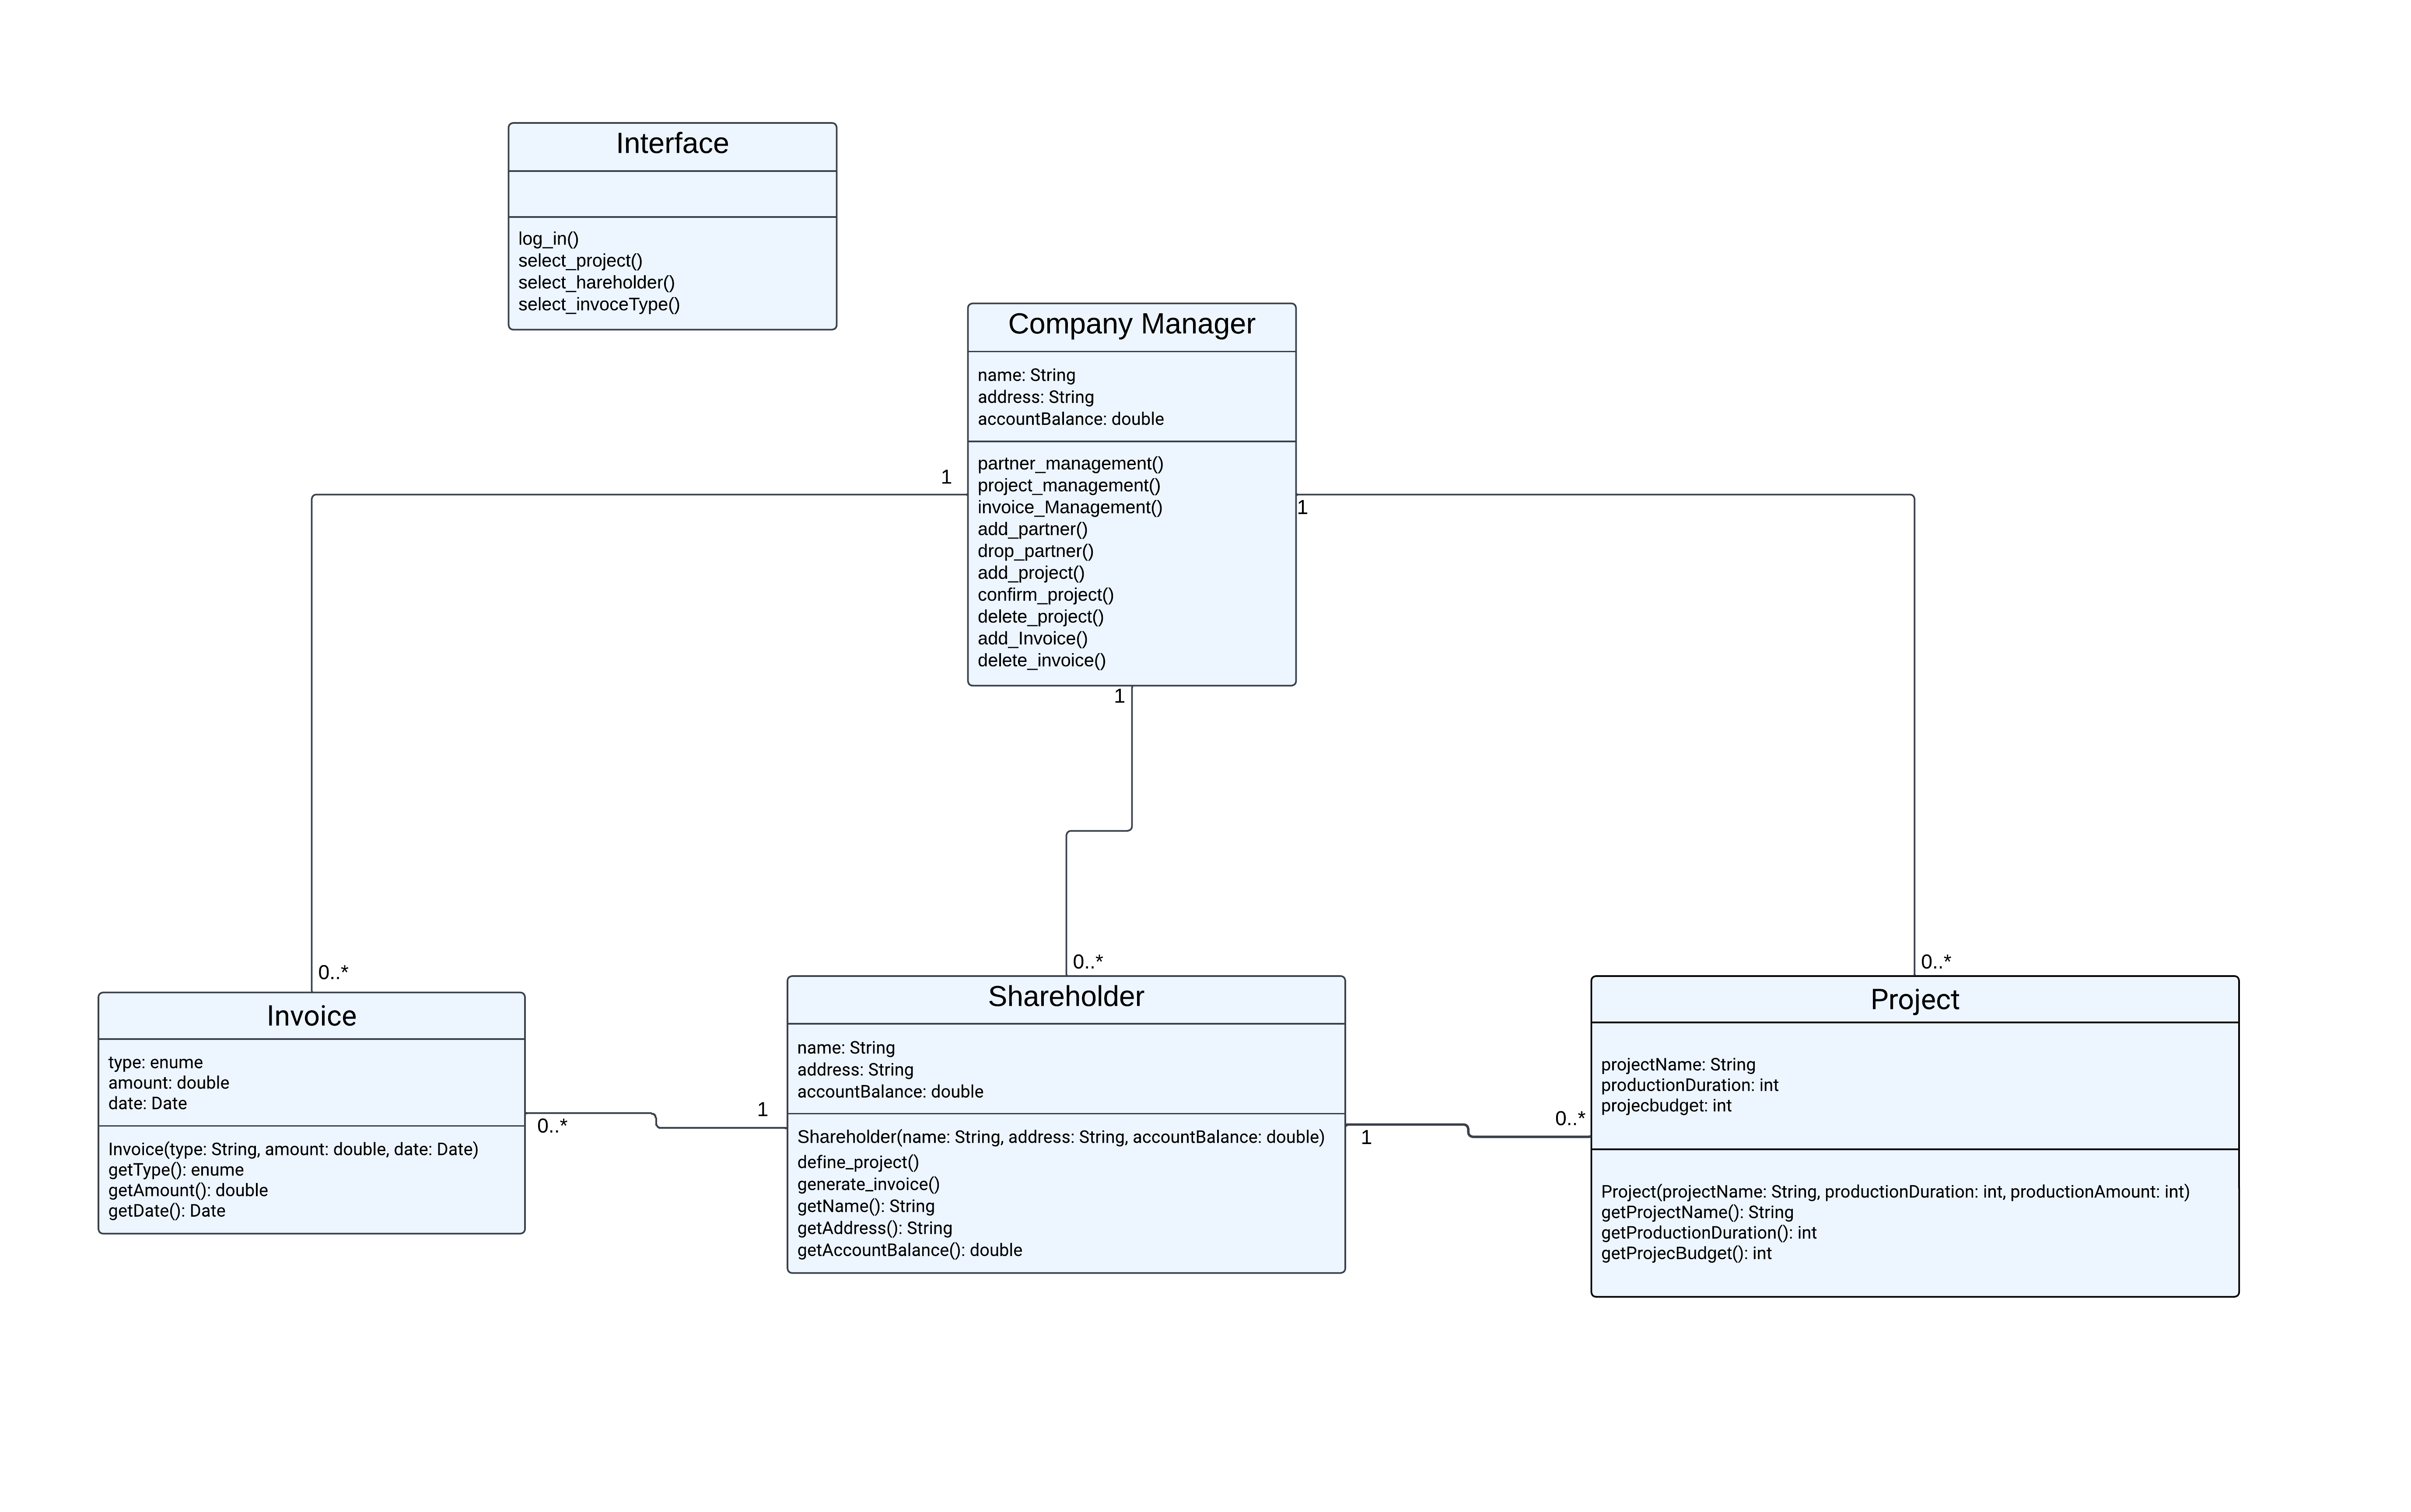 Interface
log_in()
select_project()
select_hareholder()
select_invoceType()
Company Manager
name: String
address: String
accountBalance: double
partner_management()
project_management()
invoice_Management()
add_partner()
drop_partner()
add_project()
confirm_project()
delete_project()
add_Invoice()
delete_invoice()
1
1
1
0..*
0..*
0..*
Invoice
type: enume
amount: double
date: Date
Invoice(type: String, amount: double, date: Date)
getType(): enume
getAmount(): double
getDate(): Date
0..*
1
Shareholder
name: String
address: String
accountBalance: double
Shareholder(name: String, address: String, accountBalance: double)
define_project()
generate_invoice()
getName(): String
getAddress(): String
getAccountBalance(): double
1
0..*
Project
projectName: String
productionDuration: int
projecbudget: int
Project(projectName: String, productionDuration: int, productionAmount: int)
getProjectName(): String
getProductionDuration(): int
getProjecBudget(): int